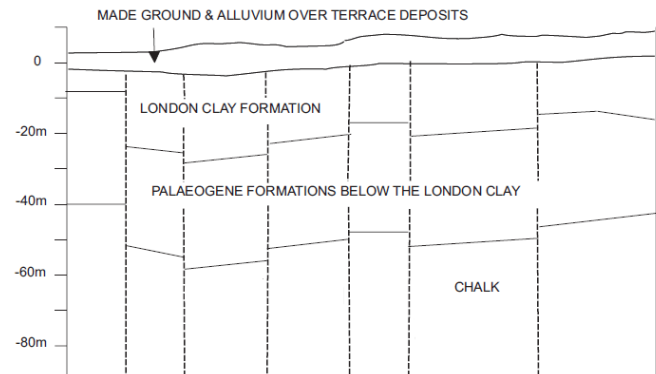 MADE GROUND & ALLUVIUM OVER TERRACE DEPOSITS
0
LONDON CLAY FORMATION
-20m
PALAEOGENE FORMATIONS BELOW THE LONDON CLAY
-40m
-60m
CHALK
-80m